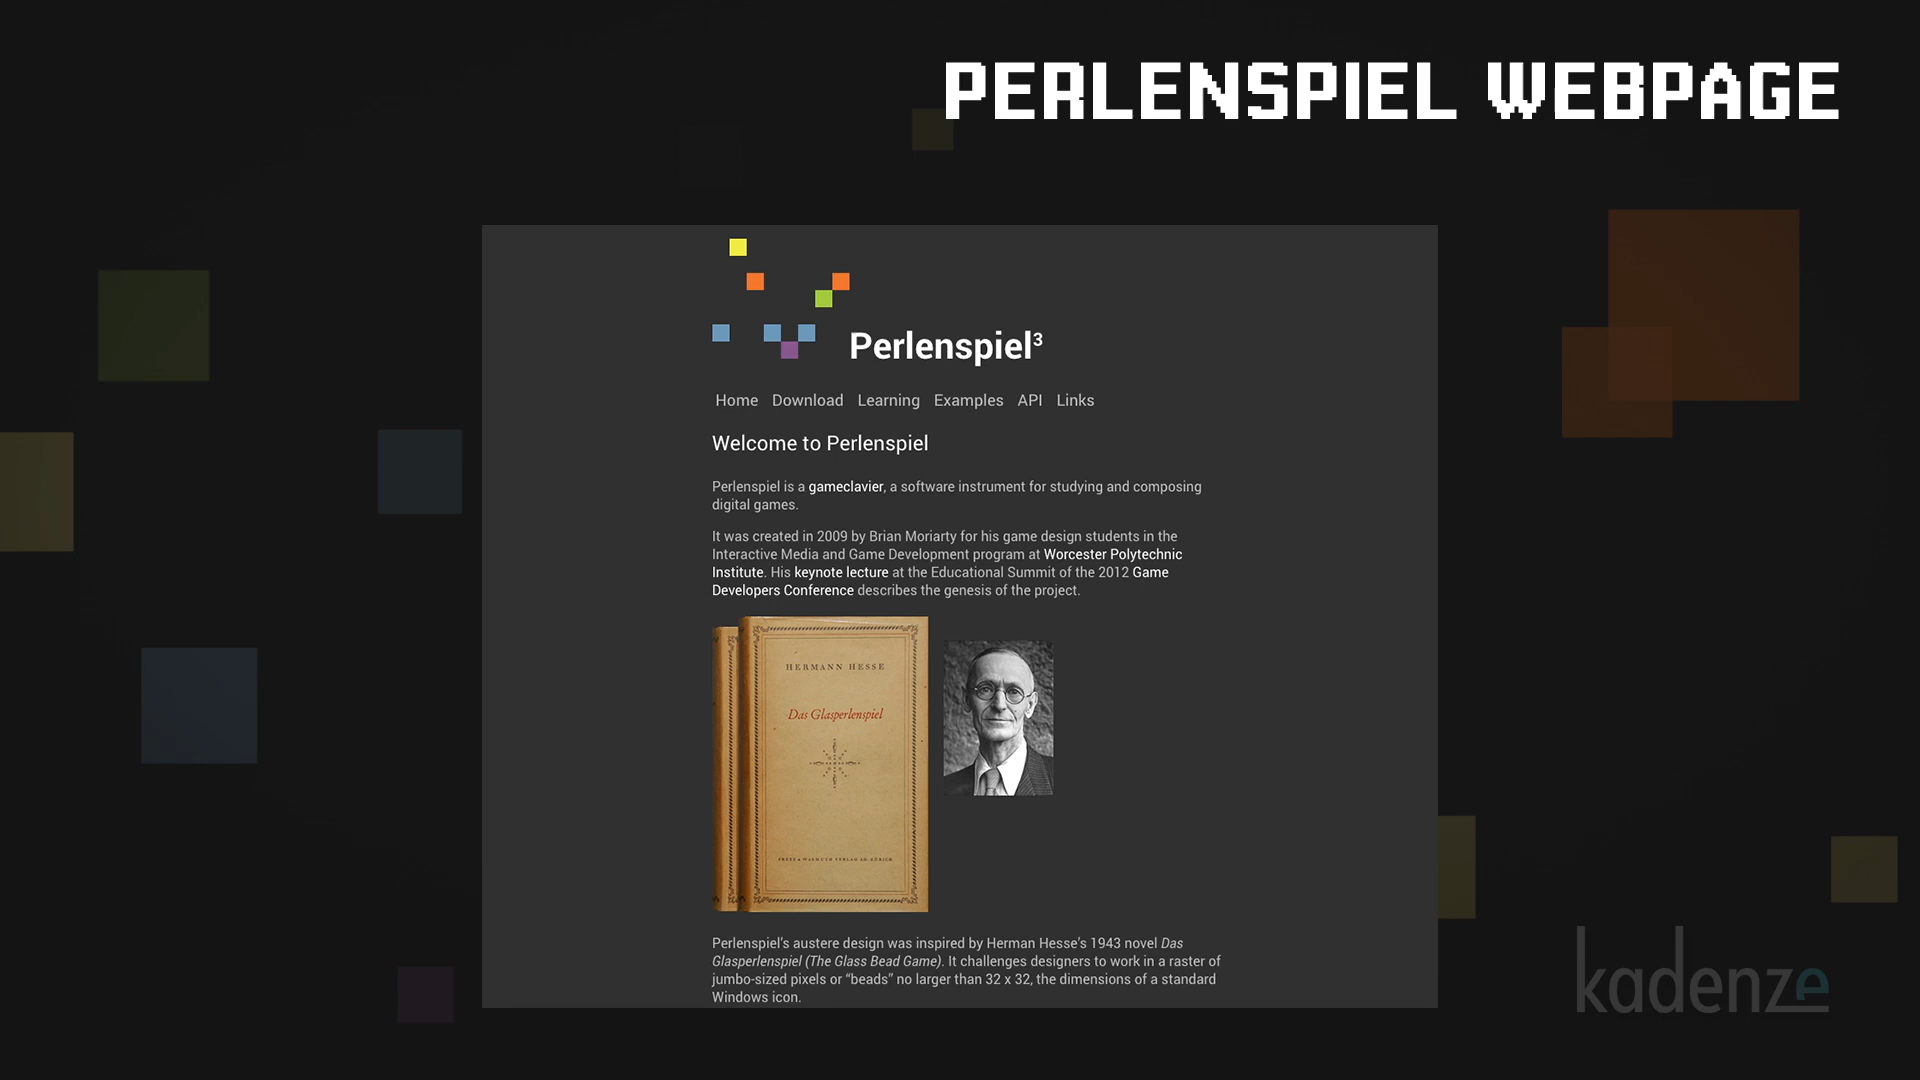 PERLENSPIEL WEBPAGE
Perlenspiel³
Home Download Learning Examples API Links
Welcome to Perlenspiel
Perlenspiel is a gameclavier, a software instrument for studying and composing
digital games.
It was created in 2009 by Brian Moriarty for his game design students in the
Interactive Media and Game Development program at Worcester Polytechnic
Institute. His keynote lecture at the Educational Summit of the 2012 Game
Developers Conference describes the genesis of the project.
HERMANN HESSE
Das Glasperlenspiel
FRETZ & WASMUTH VERLAG AG. ZÜRICH
Perlenspiel's austere design was inspired by Herman Hesse's 1943 novel Das
Glasperlenspiel (The Glass Bead Game). It challenges designers to work in a raster of
jumbo-sized pixels or “beads” no larger than 32 x 32, the dimensions of a standard
Windows icon.
kadenze